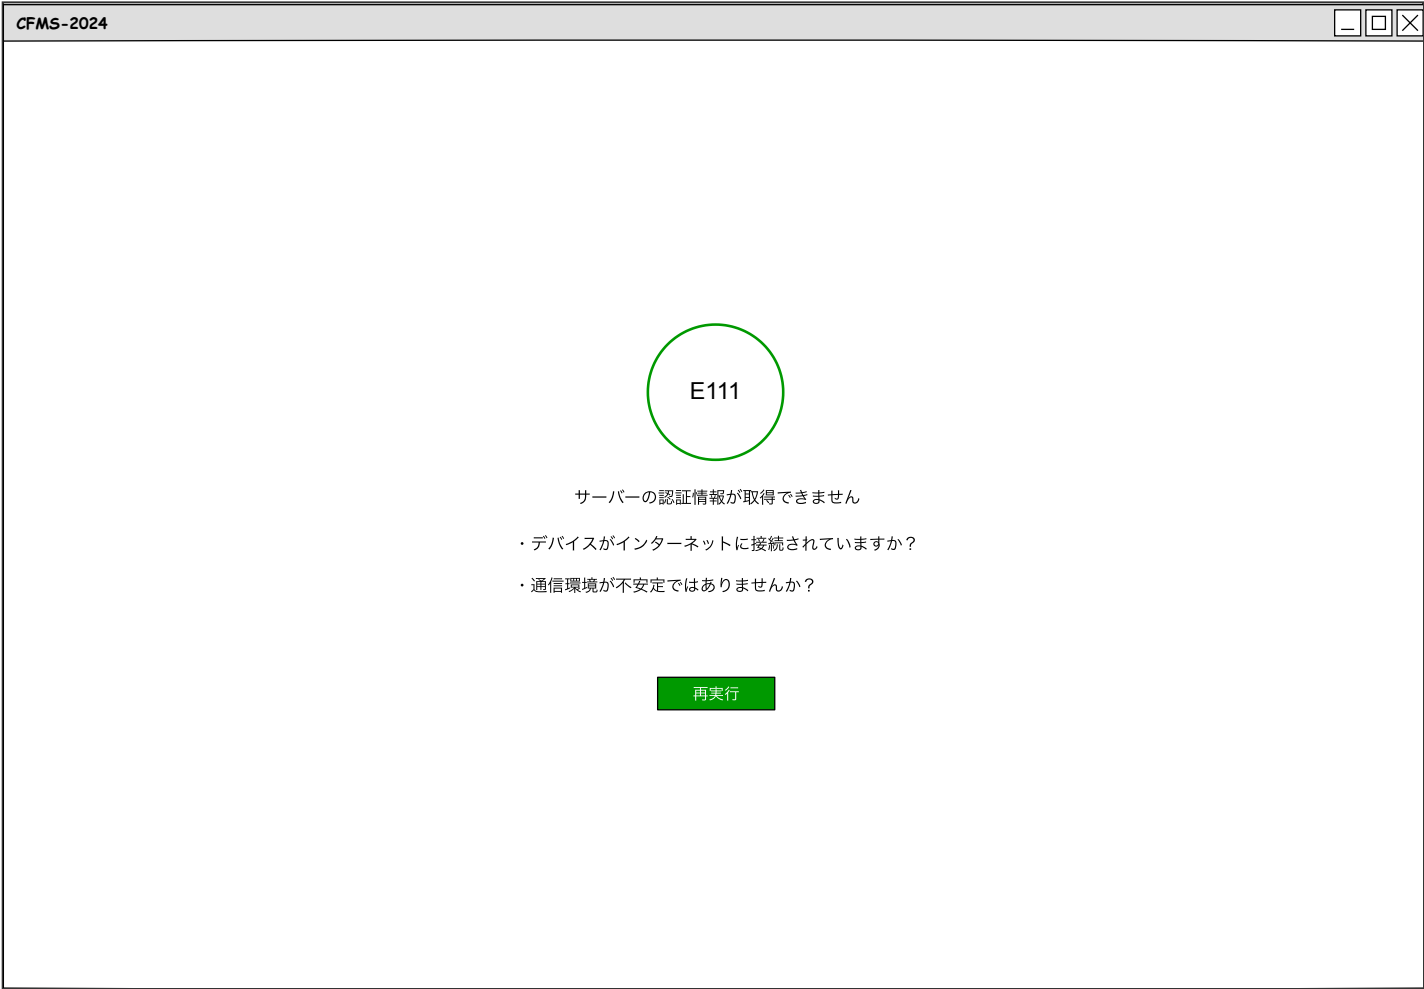 CFMS-2024
E111
サーバーの認証情報が取得できません
・デバイスがインターネットに接続されていますか？
・通信環境が不安定ではありませんか？
再実行